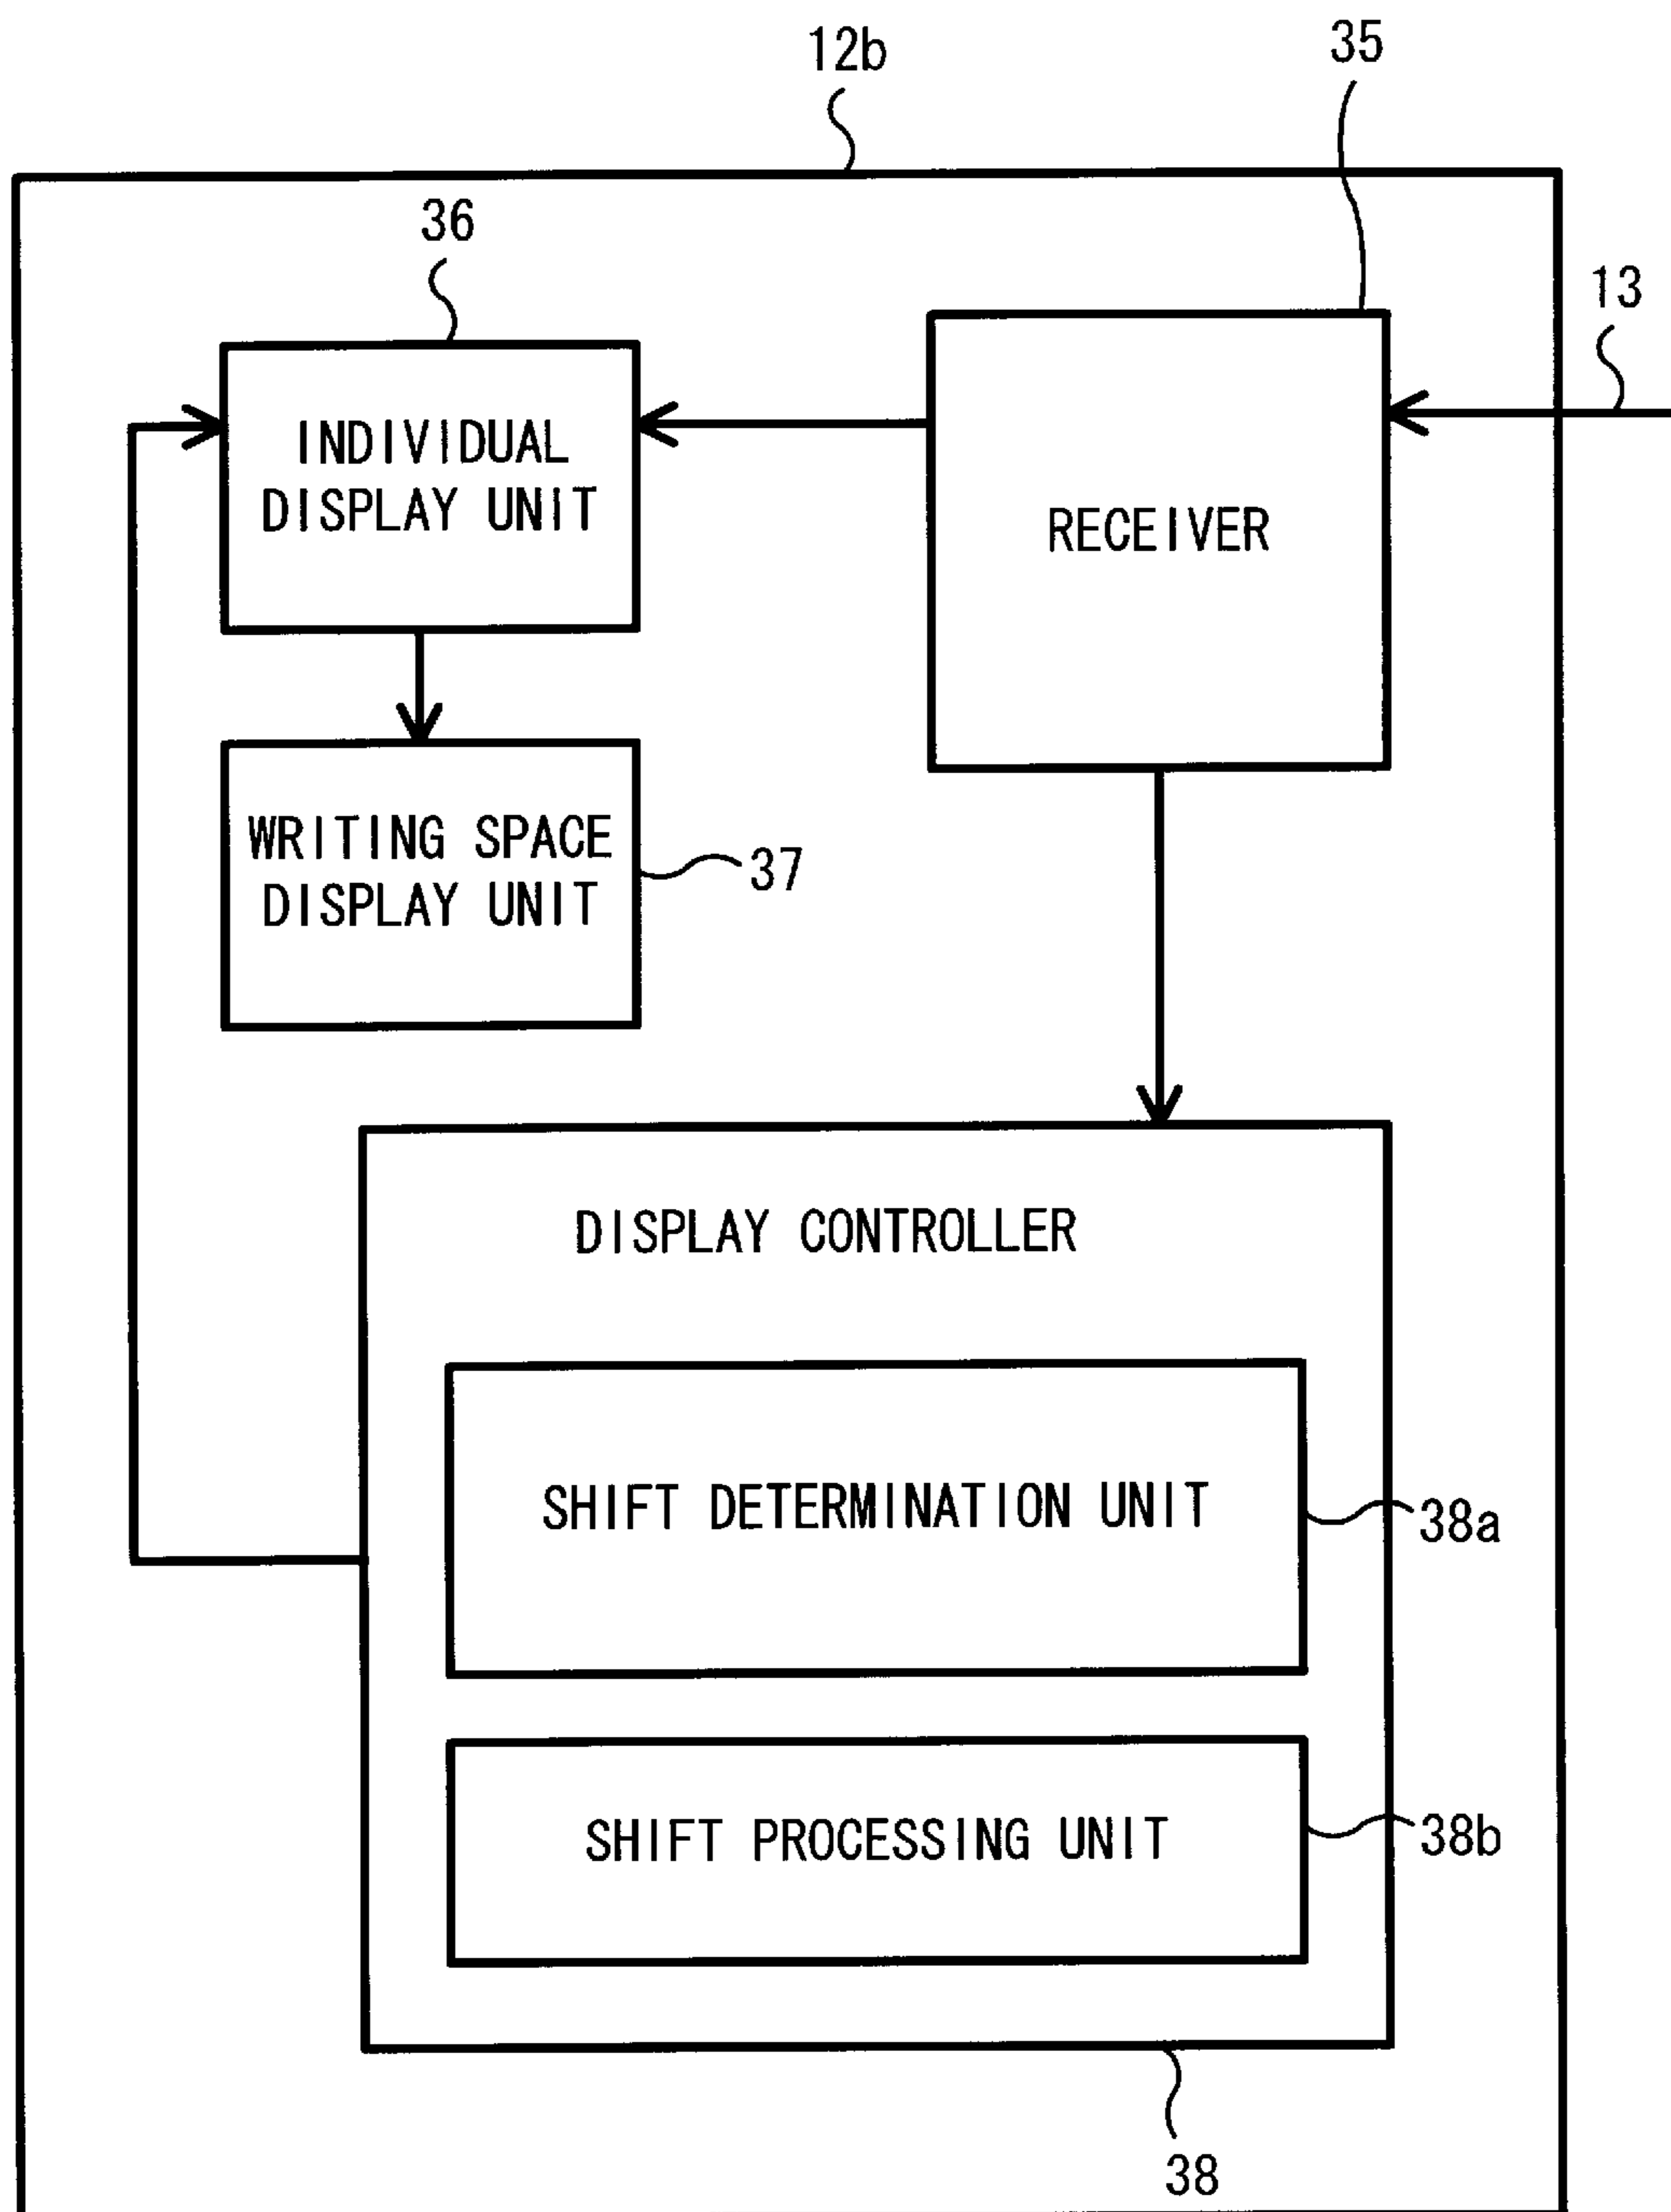 12b
35
36
13
INDIVIDUAL
DISPLAY UNIT
RECEIVER
WRITING SPACE
DISPLAY UNIT
37
DISPLAY CONTROLLER
SHIFT DETERMINATION UNIT
38a
SHIFT PROCESSING UNIT
38b
38